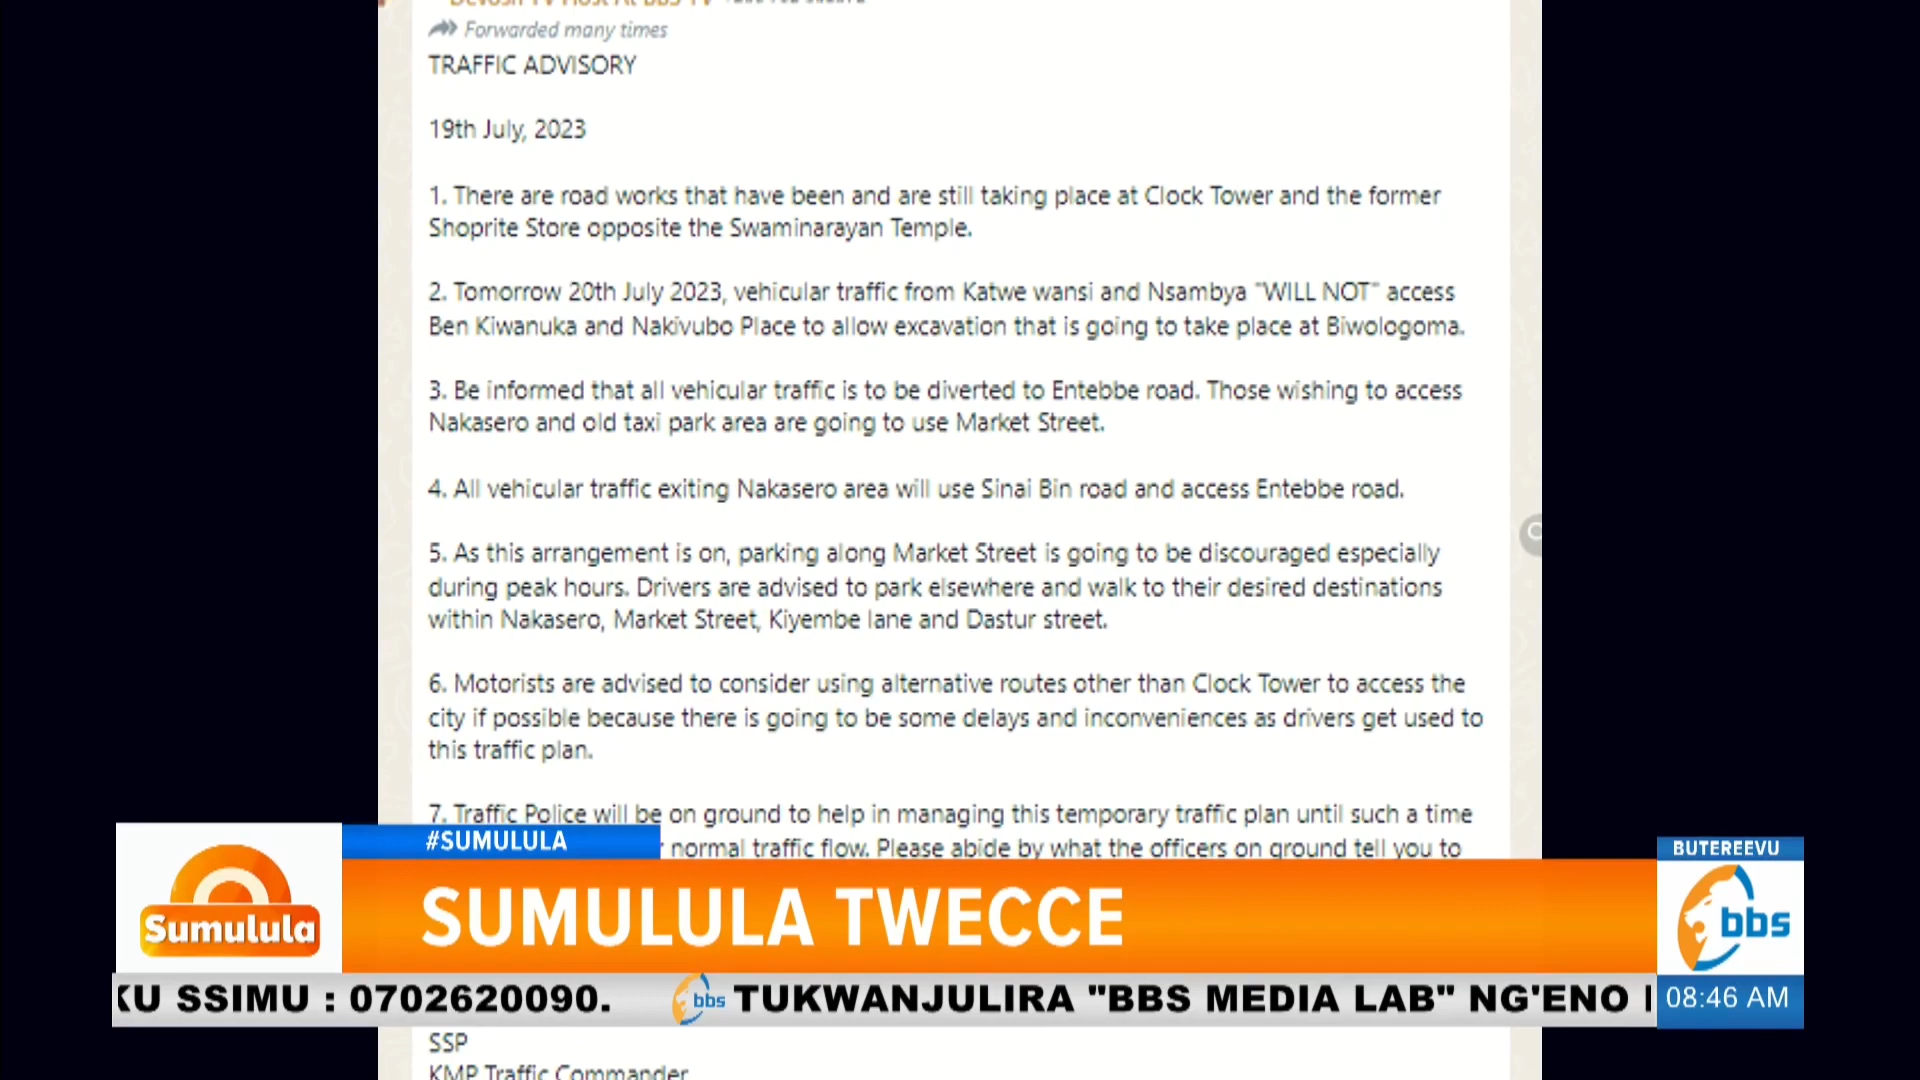 Forwarded many times
TRAFFIC ADVISORY
19th July, 2023
1. There are road works that have been and are still taking place at Clock Tower and the former
Shoprite Store opposite the Swaminarayan Temple.
2. Tomorrow 20th July 2023, vehicular traffic from Katwe wansi and Nsambya "WILL NOT" access
Ben Kiwanuka and Nakivubo Place to allow excavation that is going to take place at Biwologoma.
3. Be informed that all vehicular traffic is to be diverted to Entebbe road. Those wishing to access
Nakasero and old taxi park area are going to use Market Street.
4. All vehicular traffic exiting Nakasero area will use Sinai Bin road and access Entebbe road.
5. As this arrangement is on, parking along Market Street is going to be discouraged especially
during peak hours. Drivers are advised to park elsewhere and walk to their desired destinations
within Nakasero, Market Street, Kiyembe lane and Dastur street.
6. Motorists are advised to consider using alternative routes other than Clock Tower to access the
city if possible because there is going to be some delays and inconveniences as drivers get used to
this traffic plan.
7. Traffic Police will be on ground to help in managing this temporary traffic plan until such a time
normal traffic flow. Please abide by what the officers on ground tell you to
#SUMULULA
Sumulula
SUMULULA TWECCE
BUTEREEVU
bbs
KU SSIMU : 0702620090. bbs TUKWANJULIRA "BBS MEDIA LAB" NG'ENO
08:46 AM
SSP
KMP Traffic Commander